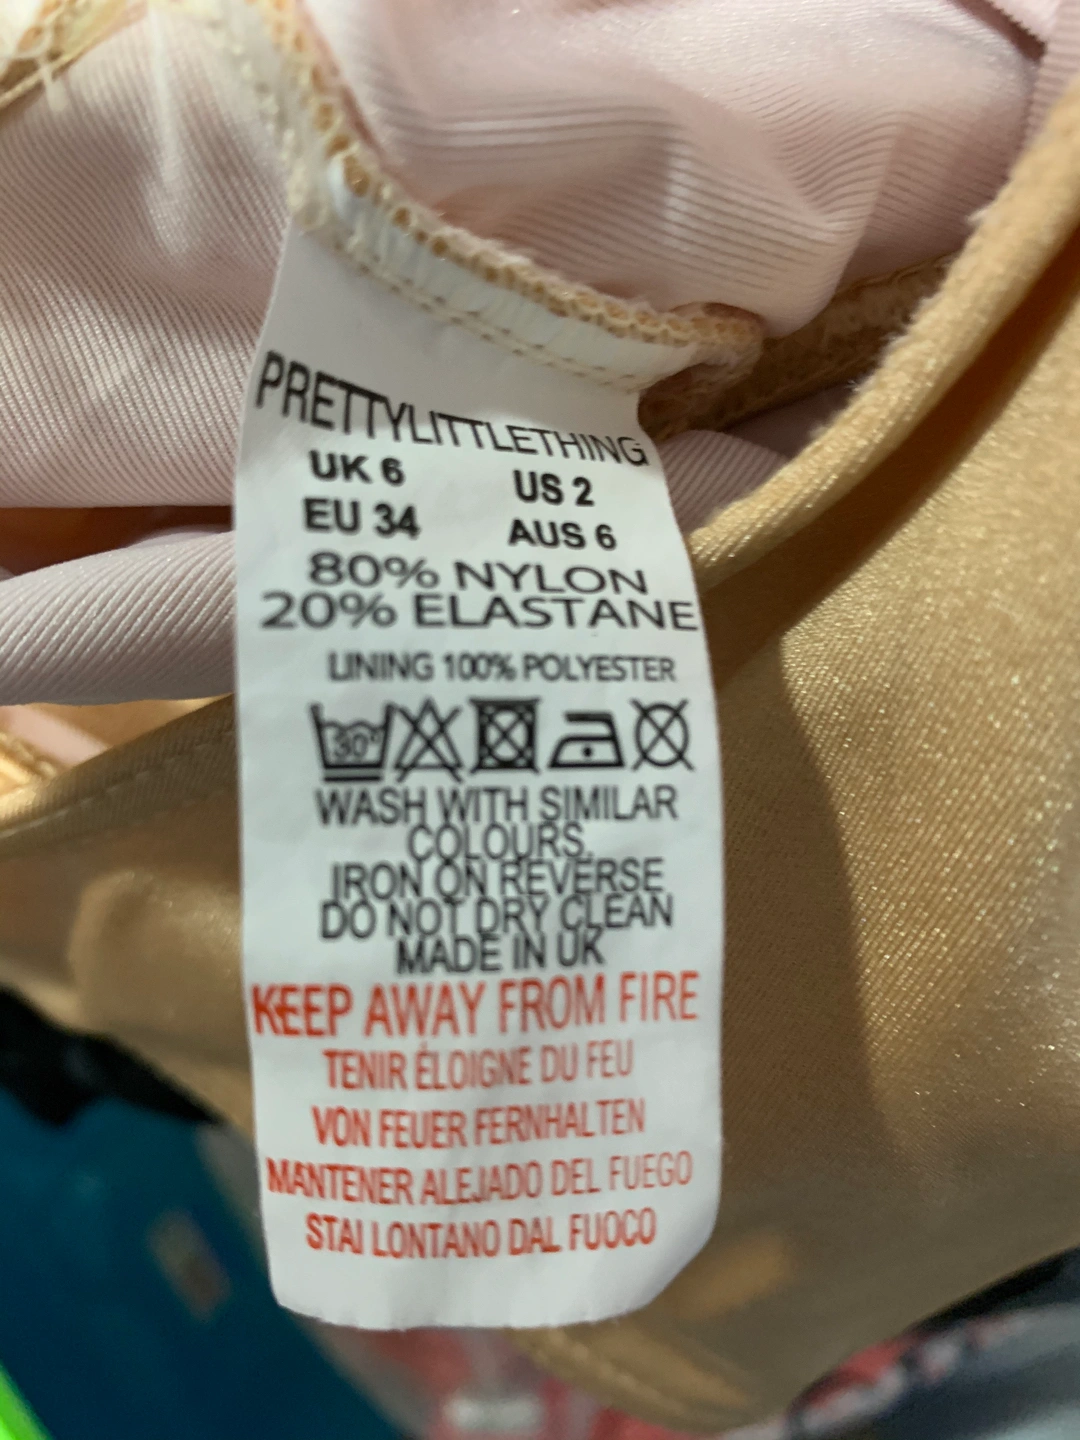 PRETTYLITTLETHING
UK 6 US 2
EU 34 AUS 6
80% NYLON
20% ELASTANE
LINING 100% POLYESTER
30°
WASH WITH SIMILAR
COLOURS.
IRON ON REVERSE
DO NOT DRY CLEAN
MADE IN UK
KEEP AWAY FROM FIRE
TENIR ÉLOIGNE DU FEU
VON FEUER FERNHALTEN
MANTENER ALEJADO DEL FUEGO
STAI LONTANO DAL FUOCO